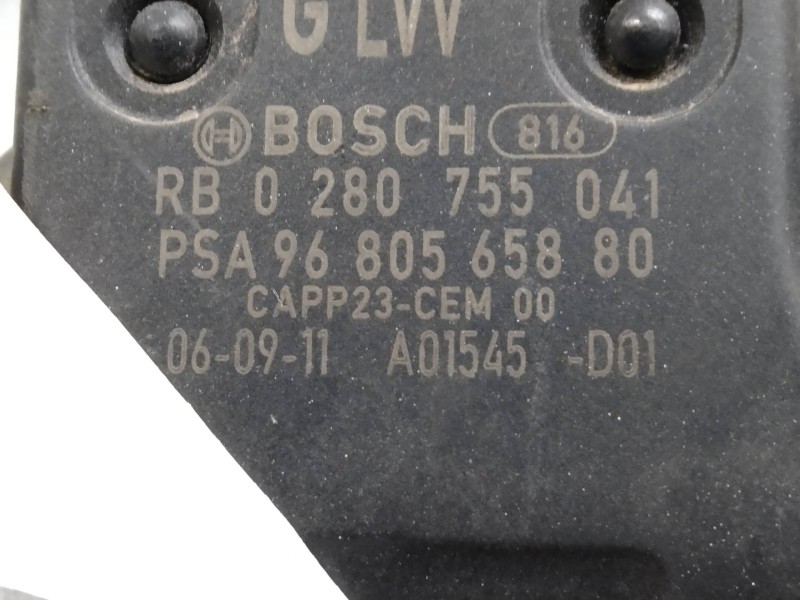 G LVV
BOSCH 816
RB 0 280 755 041
PSA 96 805 658 80
CAPP23-CEM 00
06-09-11 A01545 -D01